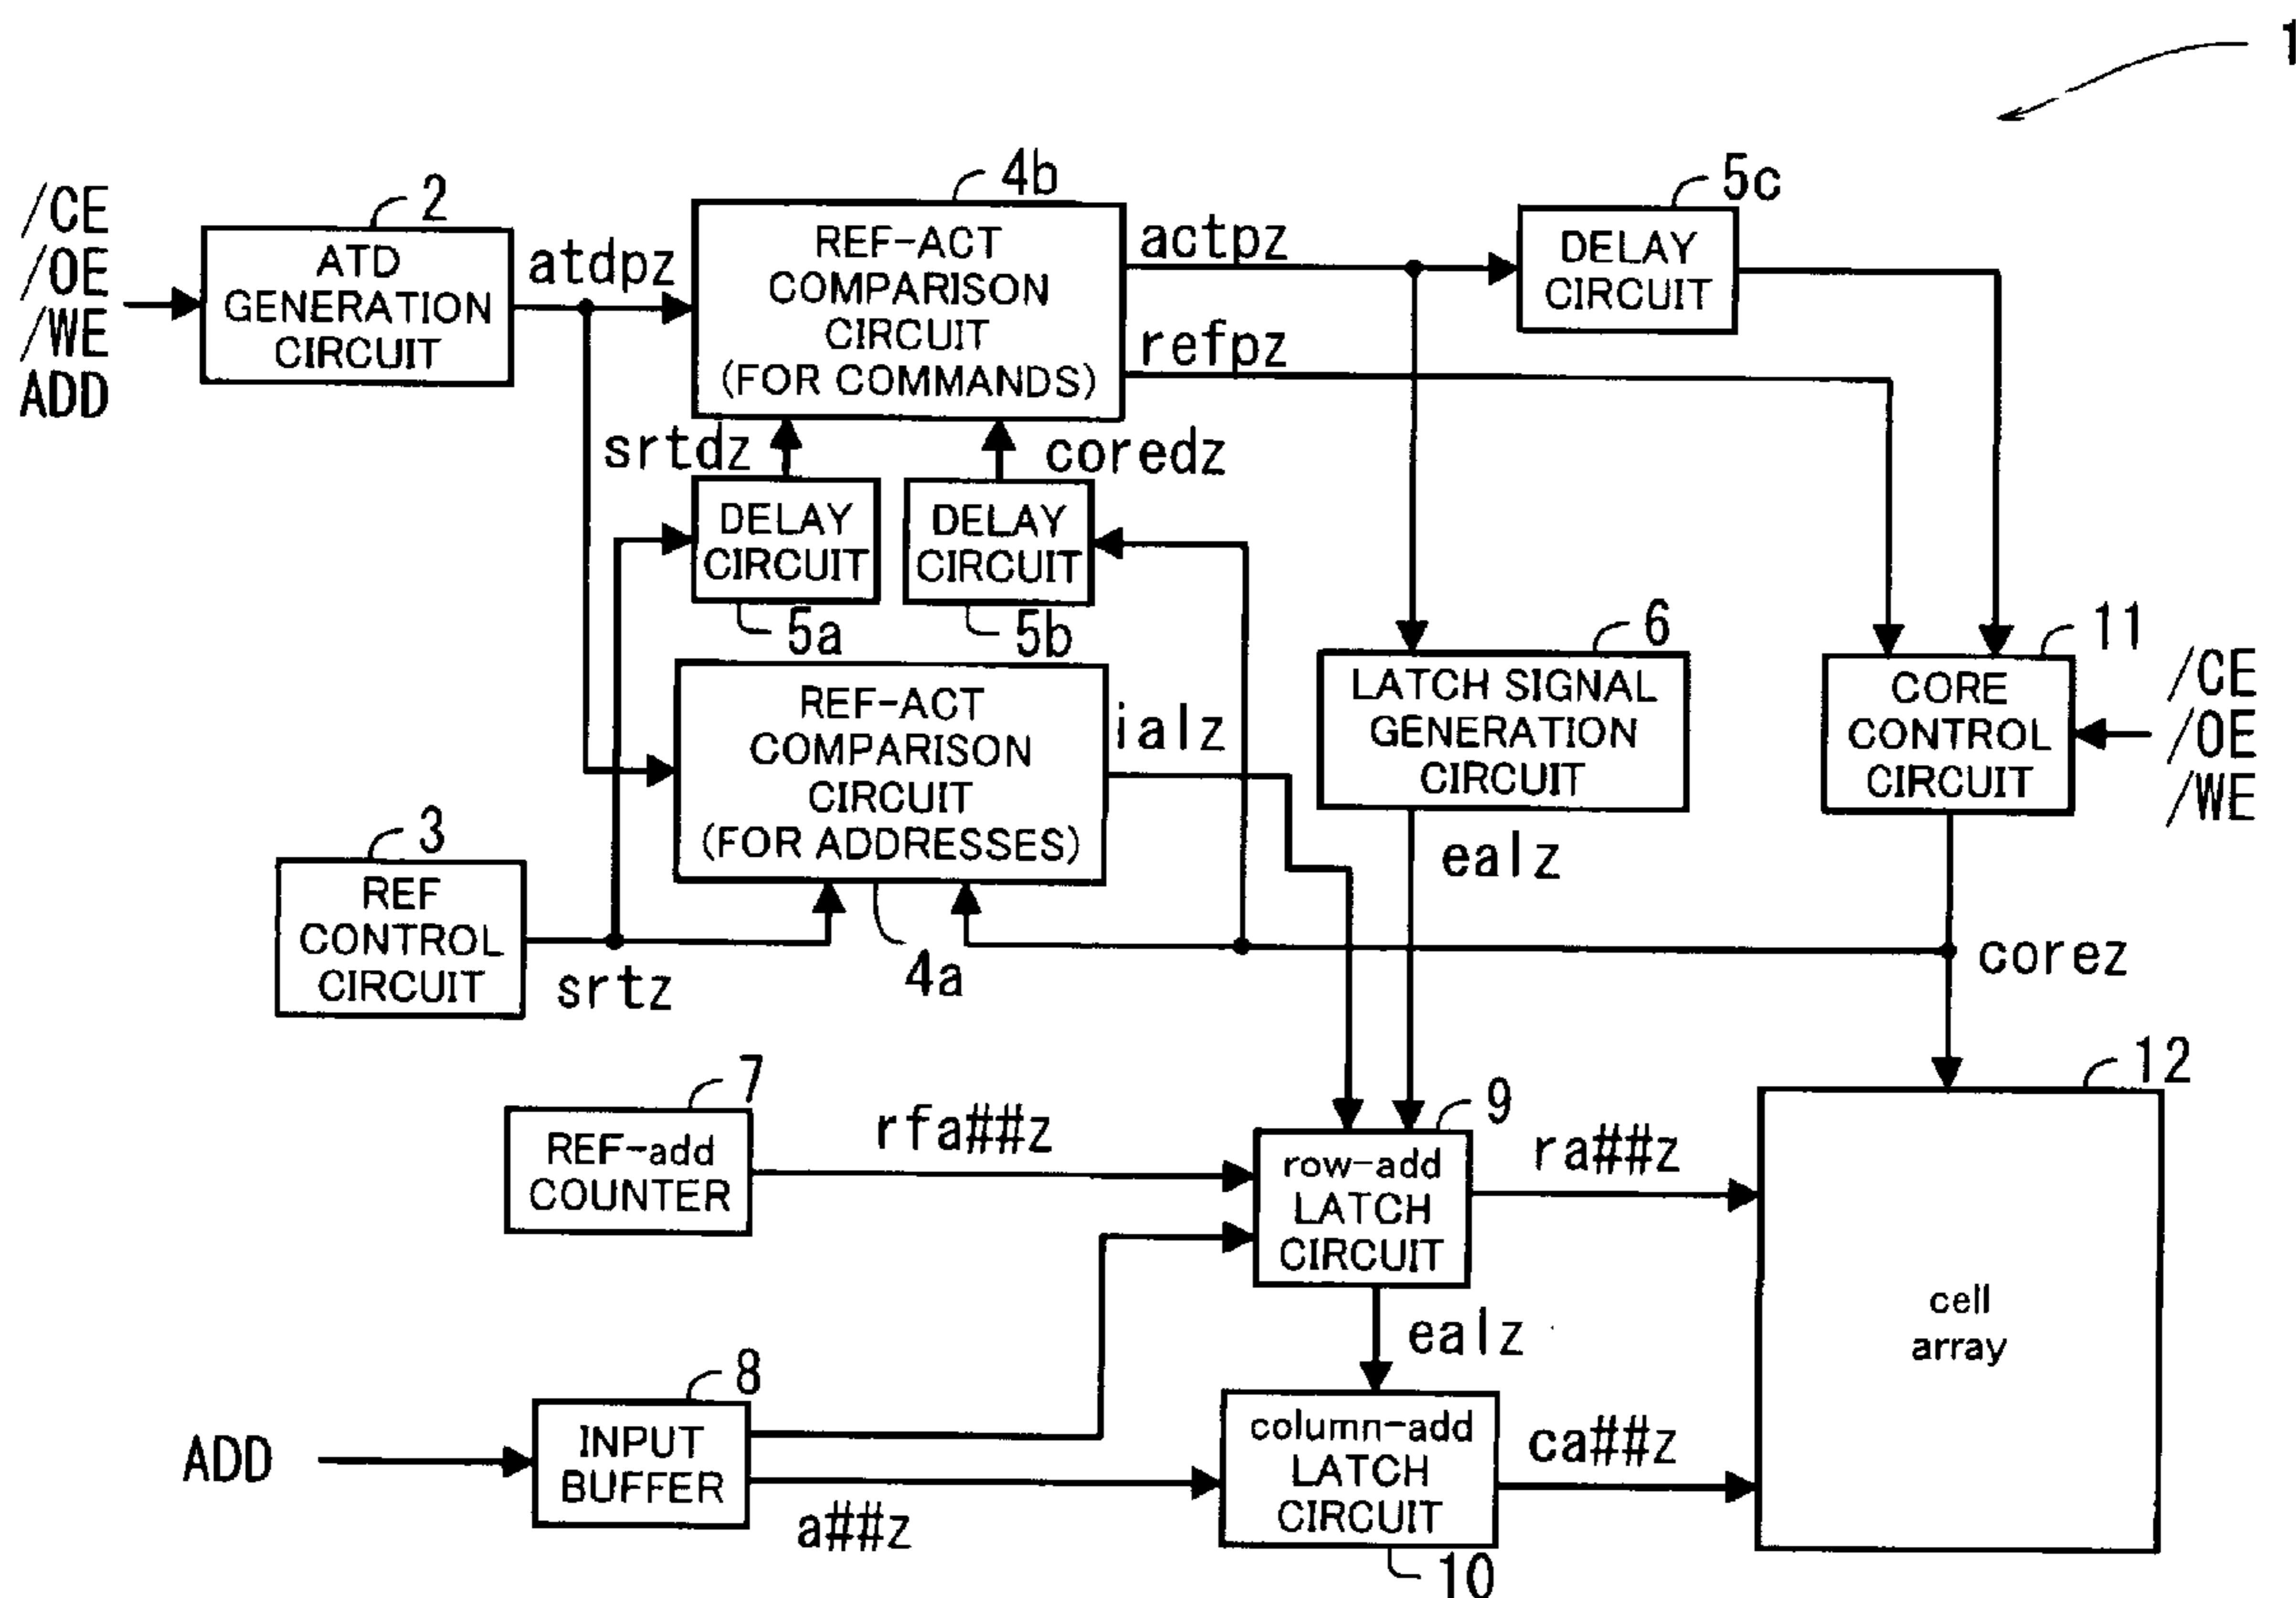 1
/CE
/OE
/WE
ADD
2
ATD
GENERATION
CIRCUIT
atdpz
4b
REF-ACT
COMPARISON
CIRCUIT
(FOR COMMANDS)
actpz
refpz
5c
DELAY
CIRCUIT
srtdz
coredz
DELAY
CIRCUIT
5a
DELAY
CIRCUIT
5b
REF-ACT
COMPARISON
CIRCUIT
(FOR ADDRESSES)
4a
ialz
6
LATCH SIGNAL
GENERATION
CIRCUIT
ealz
11
CORE
CONTROL
CIRCUIT
/CE
/OE
/WE
3
REF
CONTROL
CIRCUIT
srtz
corez
7
REF-add
COUNTER
rfa##z
9
row-add
LATCH
CIRCUIT
ra##z
12
cell
array
ealz
ADD
8
INPUT
BUFFER
a##z
column-add
LATCH
CIRCUIT
10
ca##z